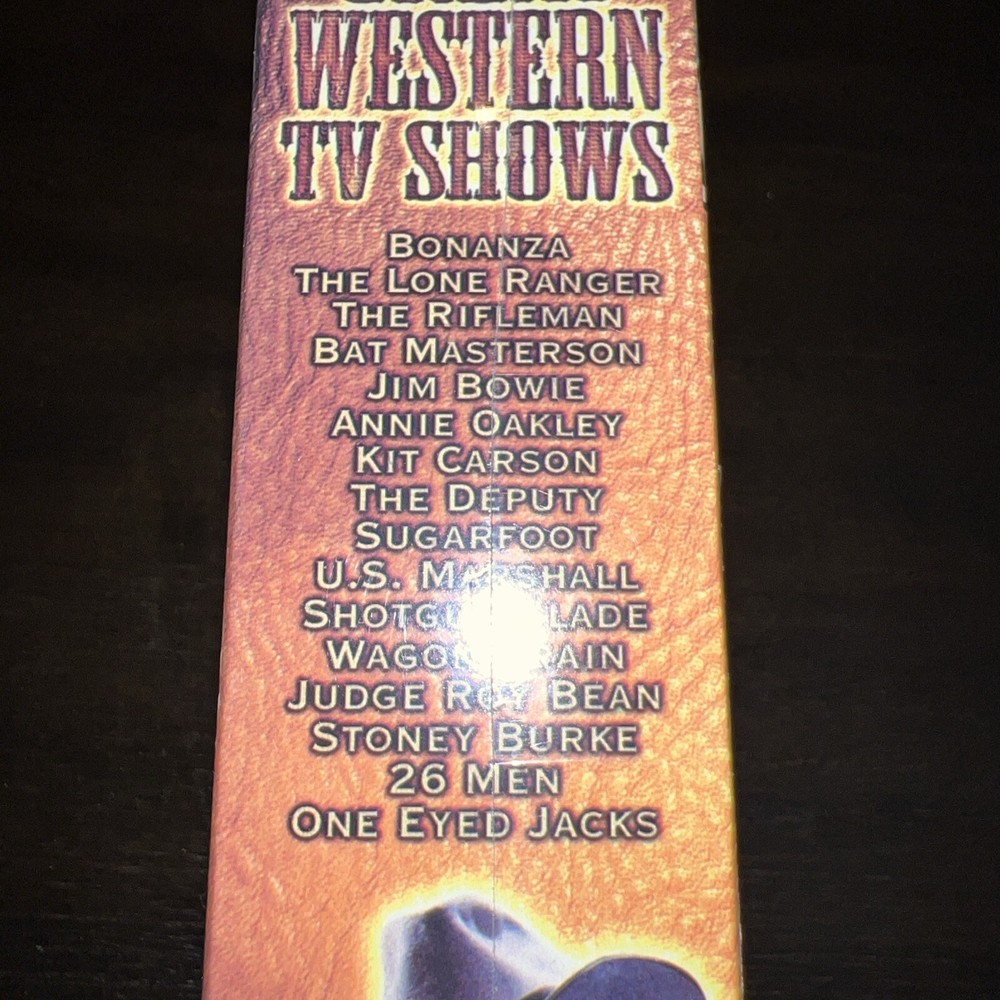 WESTERN
TV SHOWS
BONANZA
THE LONE RANGER
THE RIFLEMAN
BAT MASTERSON
JIM BOWIE
ANNIE OAKLEY
KIT CARSON
THE DEPUTY
SUGARFOOT
U.S. MARSHALL
JUDGE ROY BEAN
STONEY BURKE
26 MEN
ONE EYED JACKS